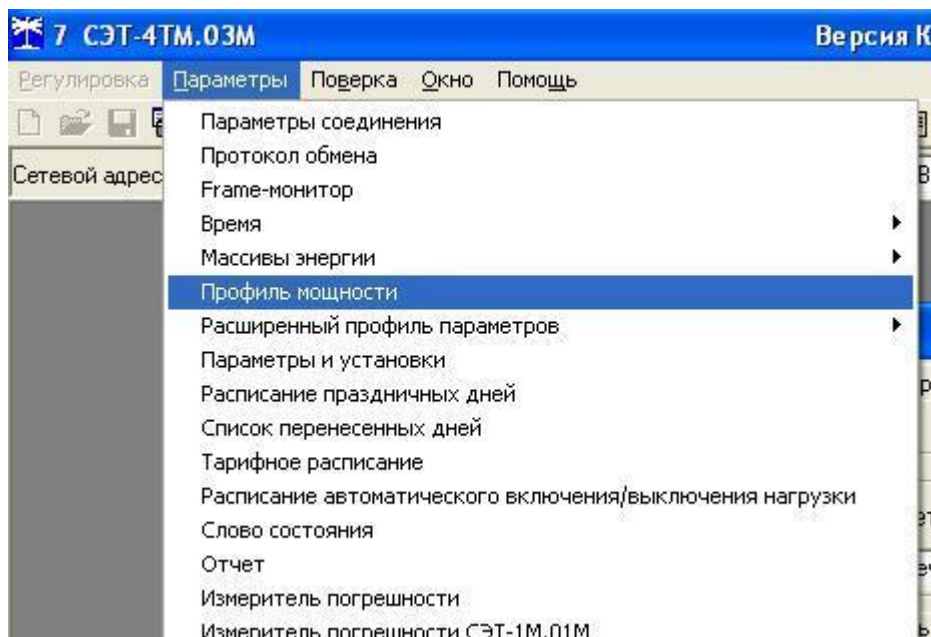 7 СЭТ-4ТМ.03М Версия К
Регулировка Параметры Поверка Окно Помощь
Параметры соединения
Протокол обмена
Сетевой адрес
Frame-монитор
Время
Массивы энергии
Профиль мощности
Расширенный профиль параметров
Параметры и установки
Расписание праздничных дней
Список перенесенных дней
Тарифное расписание
Расписание автоматического включения/выключения нагрузки
Слово состояния
Отчет
Измеритель погрешности
Измеритель погрешности СЭТ-1М.01М